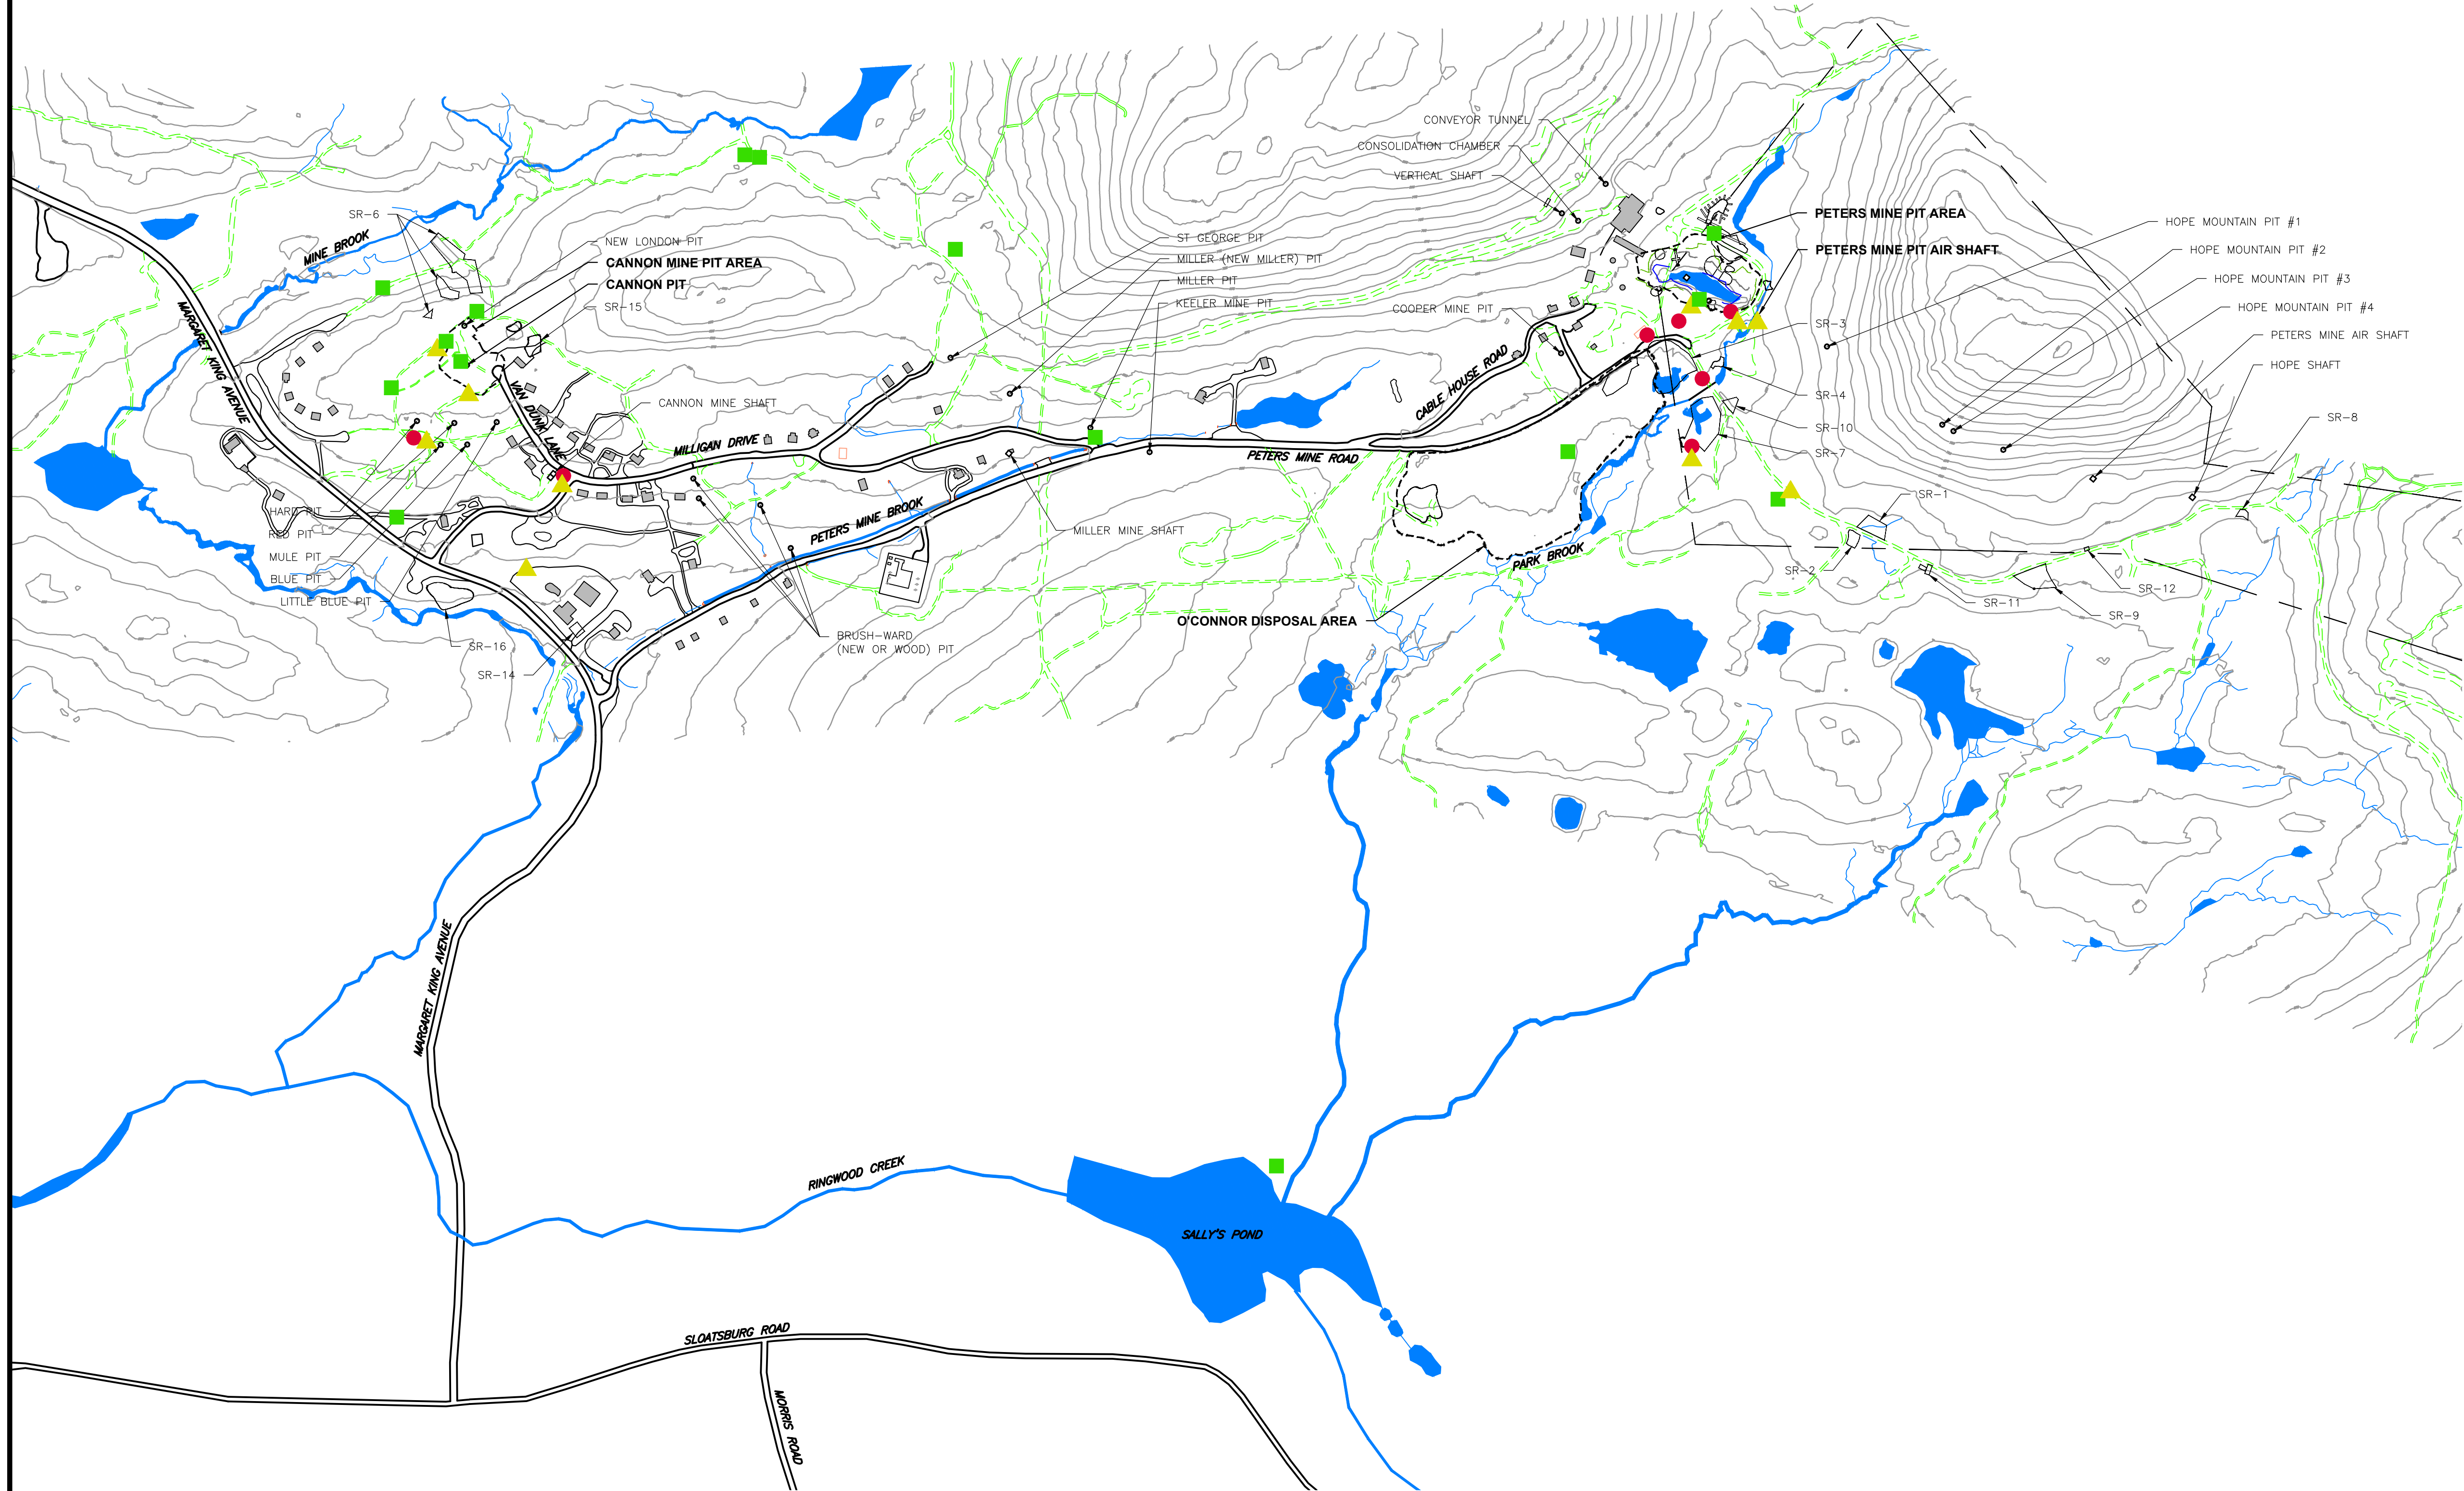 CONVEYOR TUNNEL
CONSOLIDATION CHAMBER
VERTICAL SHAFT
SR-6
MINE BROOK
NEW LONDON PIT
CANNON MINE PIT AREA
CANNON PIT
SR-15
ST GEORGE PIT
MILLER (NEW MILLER) PIT
MILLER PIT
KEELER MINE PIT
COOPER MINE PIT
PETERS MINE PIT AREA
PETERS MINE PIT AIR SHAFT
HOPE MOUNTAIN PIT #1
HOPE MOUNTAIN PIT #2
HOPE MOUNTAIN PIT #3
HOPE MOUNTAIN PIT #4
PETERS MINE AIR SHAFT
HOPE SHAFT
SR-8
SR-3
SR-4
SR-10
SR-7
MARGARET KING AVENUE
VAN DUNK LANE
CANNON MINE SHAFT
MILLIGAN DRIVE
CABLE HOUSE ROAD
PETERS MINE ROAD
HARD PIT
RED PIT
MULE PIT
BLUE PIT
LITTLE BLUE PIT
PETERS MINE BROOK
MILLER MINE SHAFT
SR-1
PARK BROOK
SR-2
SR-11
SR-12
SR-9
O'CONNOR DISPOSAL AREA
BRUSH-WARD
(NEW OR WOOD) PIT
SR-16
SR-14
MARGARET KING AVENUE
RINGWOOD CREEK
SALLY'S POND
SLOATSBURG ROAD
MORRIS ROAD